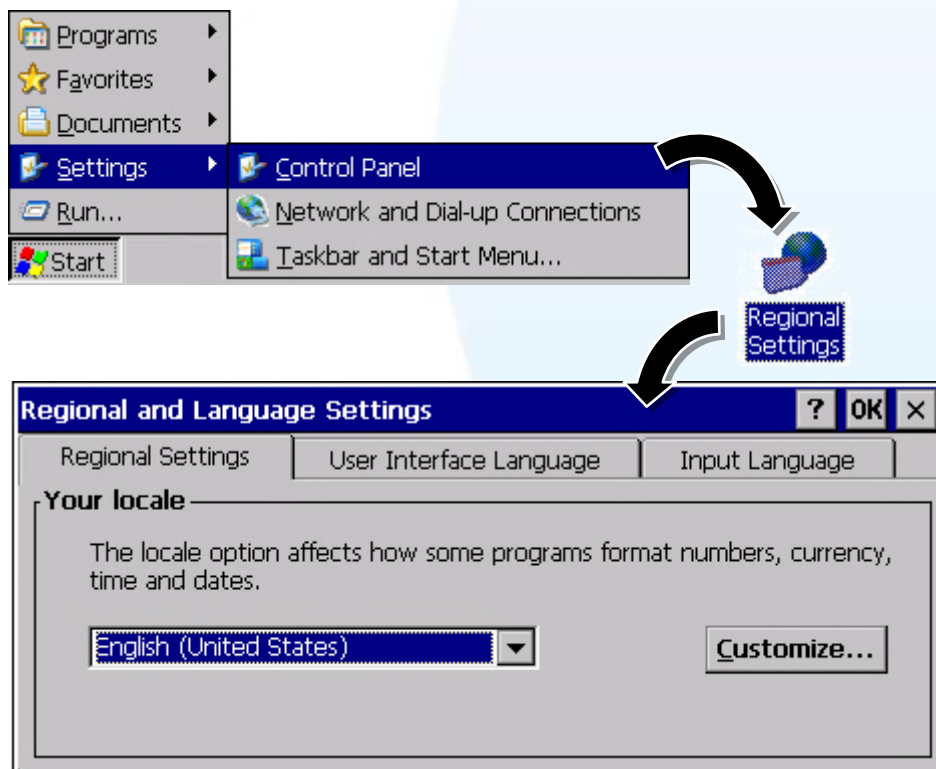 Programs
Favorites
Documents
Settings
Control Panel
Run...
Network and Dial-up Connections
Start
Taskbar and Start Menu...
Regional
Settings
Regional and Language Settings ? OK ×
Regional Settings User Interface Language Input Language
Your locale
The locale option affects how some programs format numbers, currency,
time and dates.
English (United States) Customize...